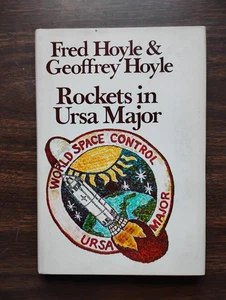 Fred Hoyle &
Geoffrey Hoyle
Rockets in
Ursa Major
WORLD SPACE CONTROL
URSA MAJOR